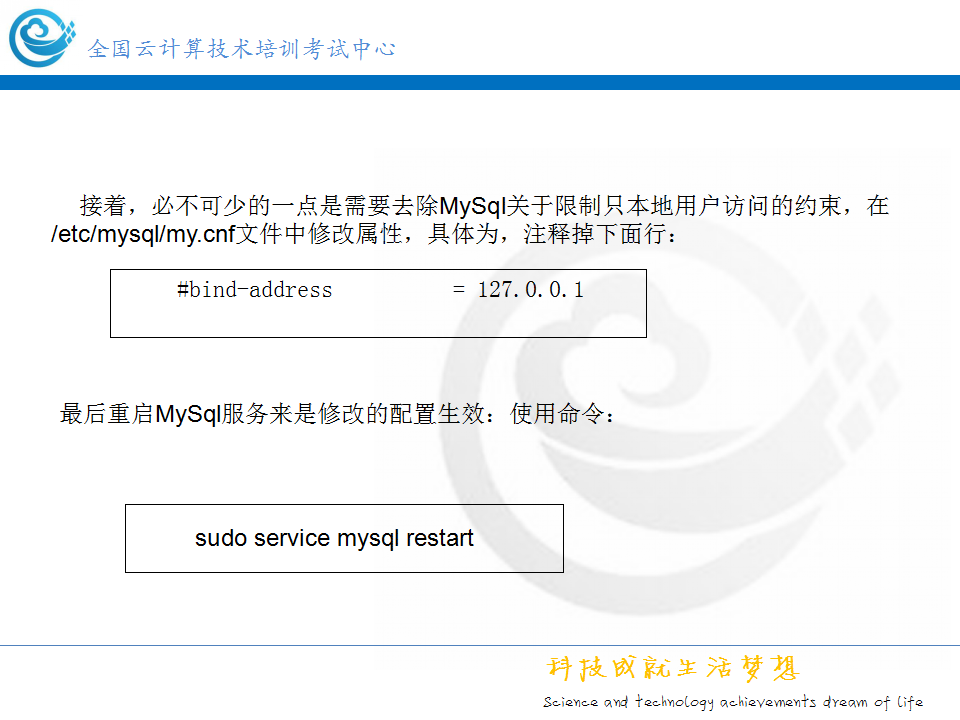 全国云计算技术培训考试中心
接着，必不可少的一点是需要去除MySql关于限制只本地用户访问的约束，在
/etc/mysql/my.cnf文件中修改属性，具体为，注释掉下面行：
#bind-address = 127.0.0.1
最后重启MySql服务来是修改的配置生效：使用命令：
sudo service mysql restart
科技成就生活梦想
Science and technology achievements dream of life